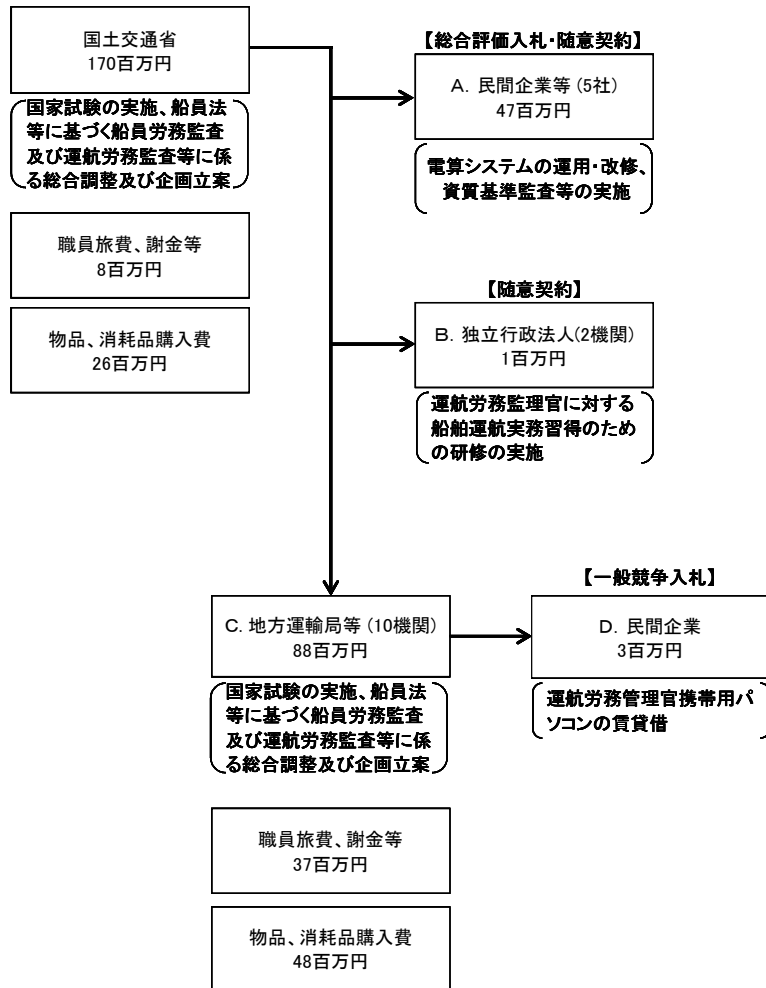 国土交通省
170百万円
国家試験の実施、船員法
等に基づく船員労務監査
及び運航労務監査等に係
る総合調整及び企画立案
職員旅費、謝金等
8百万円
物品、消耗品購入費
26百万円
【総合評価入札・随意契約】
A. 民間企業等(5社)
47百万円
電算システムの運用・改修、
資質基準監査等の実施
【随意契約】
B. 独立行政法人(2機関)
1百万円
運航労務監理官に対する
船舶運航実務習得のため
の研修の実施
C. 地方運輸局等(10機関)
88百万円
国家試験の実施、船員法
等に基づく船員労務監査
及び運航労務監査等に係
る総合調整及び企画立案
【一般競争入札】
D. 民間企業
3百万円
運航労務管理官携帯用パ
ソコンの賃貸借
職員旅費、謝金等
37百万円
物品、消耗品購入費
48百万円